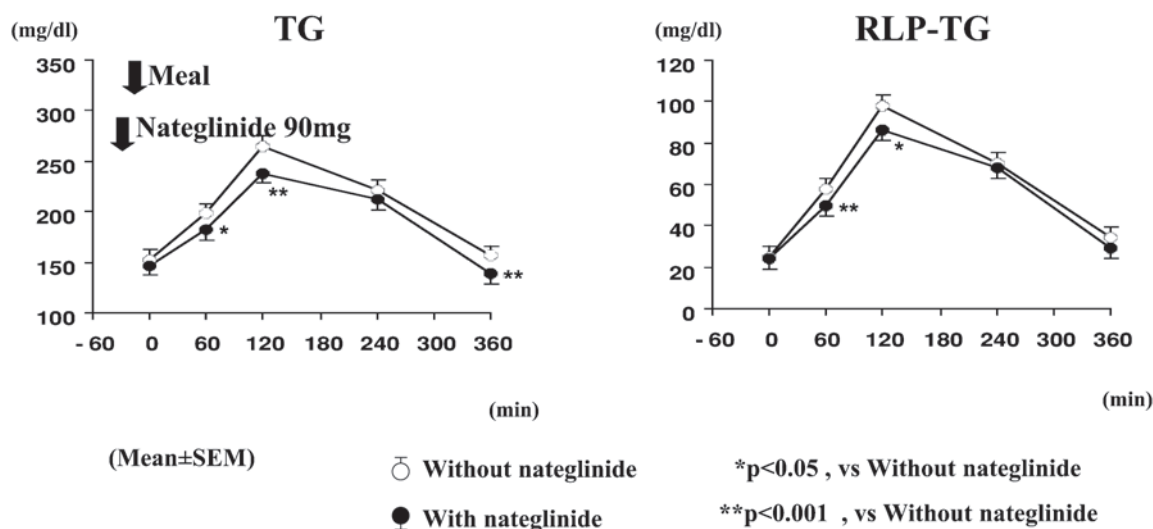 TG
(mg/dl)
350
300
250
200
150
100
Meal
Nateglinide 90mg
*
**
**
- 60 0 60 120 180 240 300 360
(min)
RLP-TG
(mg/dl)
120
100
80
60
40
20
0
**
*
- 60 0 60 120 180 240 300 360
(min)
(Mean±SEM)
Without nateglinide
With nateglinide
*p<0.05 , vs Without nateglinide
**p<0.001 , vs Without nateglinide